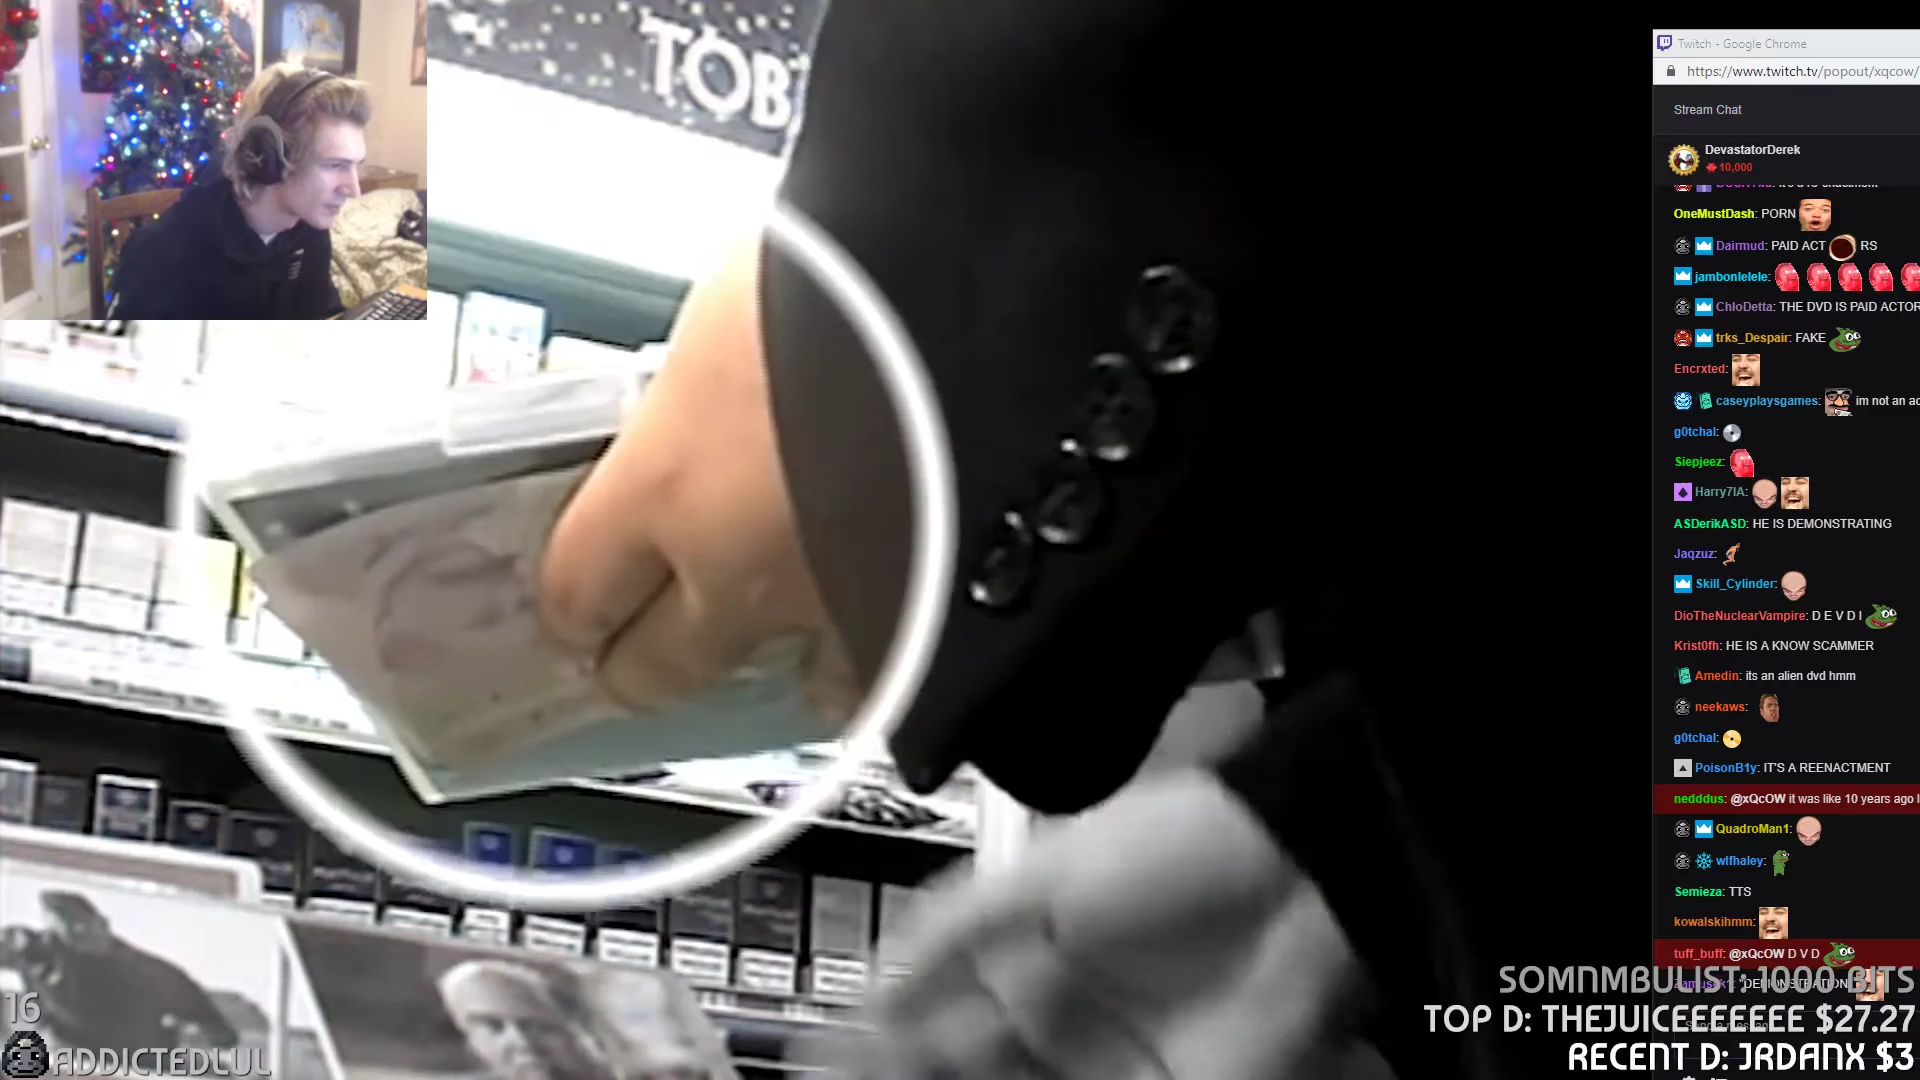 TOB
Twitch - Google Chrome
https://www.twitch.tv/popout/xqcow/
Stream Chat
DevastatorDerek
10,000
OneMustDash: PORN
Dairmud: PAID ACT RS
jambonlelele:
ChloDetta: THE DVD IS PAID ACTOR
trks_Despair: FAKE
Encrxted:
caseyplaysgames: im not an ac
g0tchal:
Siepjeez:
Harry7IA:
ASDerikASD: HE IS DEMONSTRATING
Jaqzuz:
Skill_Cylinder:
DioTheNuclearVampire: D E V D I
Krist0fh: HE IS A KNOW SCAMMER
Amedin: its an alien dvd hmm
neekaws:
g0tchal:
PoisonB1y: IT'S A REENACTMENT
nedddus: @xQcOW it was like 10 years ago l
QuadroMan1:
wlfhaley:
Semieza: TTS
kowalskihmm:
tuff_buff: @xQcOW D V D
"DEMONSTRATION
SOMNMBULIST: 1000 BITS
TOP D: THEJUICEEEEEEE $27.27
RECENT D: JRDANX $3
16
ADDICTEDLUL